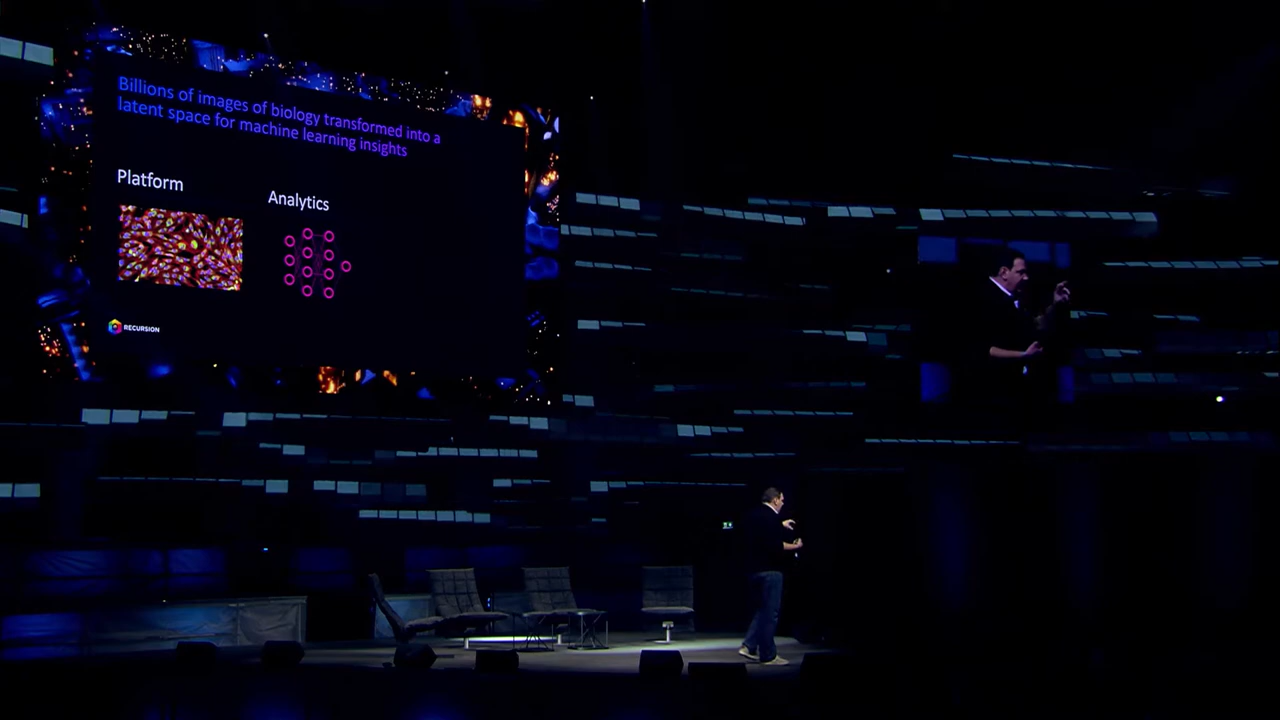 Billions of images of biology transformed into a
latent space for machine learning insights
Platform
Analytics
RECURSION